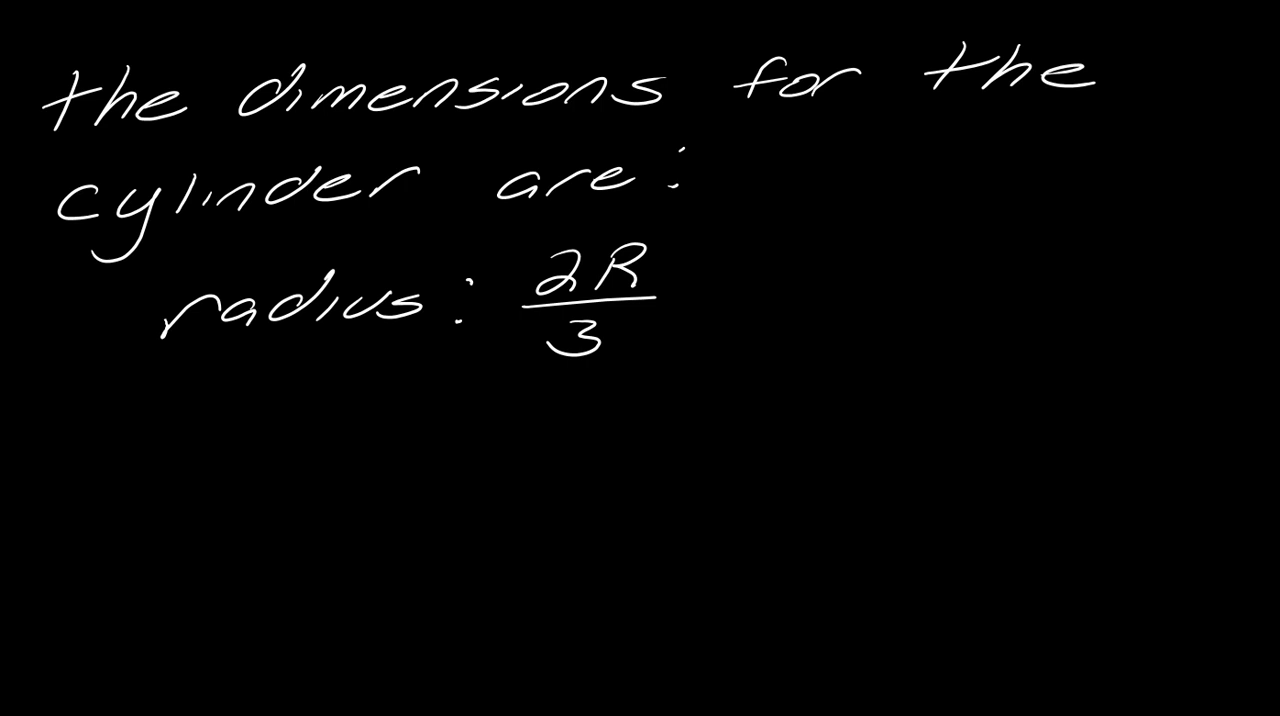 the dimensions for the
cylinder are:
radius: 2R/3